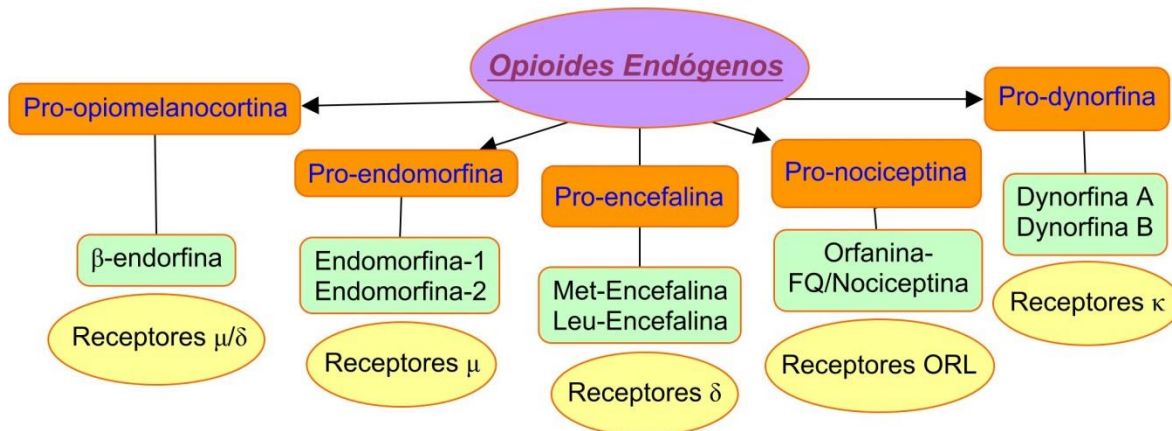 Opioides Endógenos
Pro-opiomelanocortina
β-endorfina
Receptores μ/δ
Pro-endomorfina
Endomorfina-1
Endomorfina-2
Receptores μ
Pro-encefalina
Met-Encefalina
Leu-Encefalina
Receptores δ
Pro-nociceptina
Orfanina-
FQ/Nociceptina
Receptores ORL
Pro-dynorfina
Dynorfina A
Dynorfina B
Receptores κ